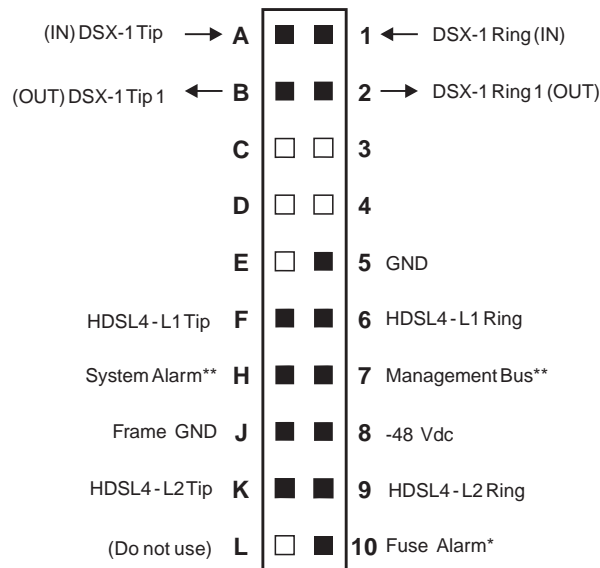 (IN) DSX-1 Tip → A 1 ← DSX-1 Ring (IN)
(OUT) DSX-1 Tip 1 ← B 2 → DSX-1 Ring 1 (OUT)
C 3
D 4
E 5 GND
HDSL4-L1 Tip F 6 HDSL4-L1 Ring
System Alarm** H 7 Management Bus**
Frame GND J 8 -48 Vdc
HDSL4-L2 Tip K 9 HDSL4-L2 Ring
(Do not use) L 10 Fuse Alarm*